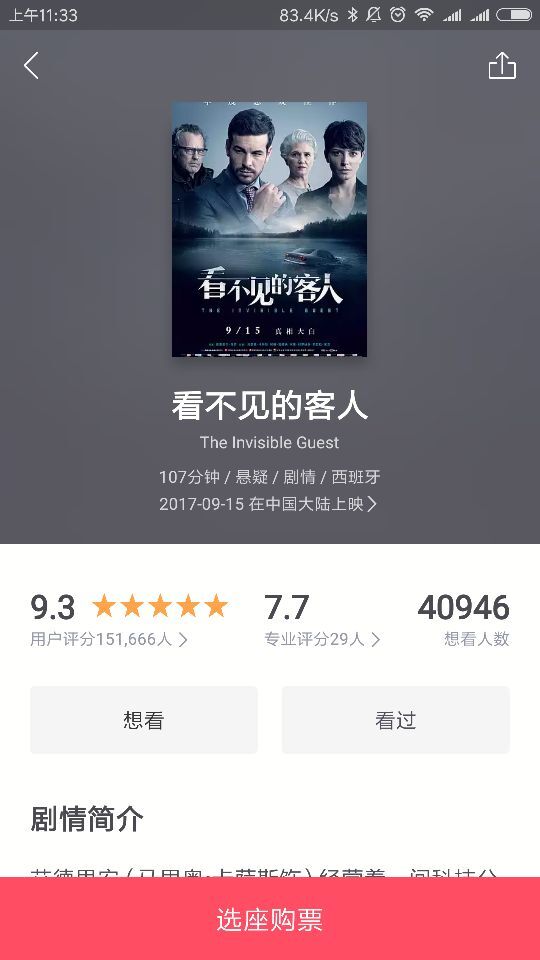 上午11:33
83.4K/s
看不见的客人
THE INVISIBLE GUEST
9/15 真相大白
看不见的客人
The Invisible Guest
107分钟 / 悬疑 / 剧情 / 西班牙
2017-09-15 在中国大陆上映
9.3
7.7
40946
用户评分151,666人
专业评分29人
想看人数
想看
看过
剧情简介
选座购票